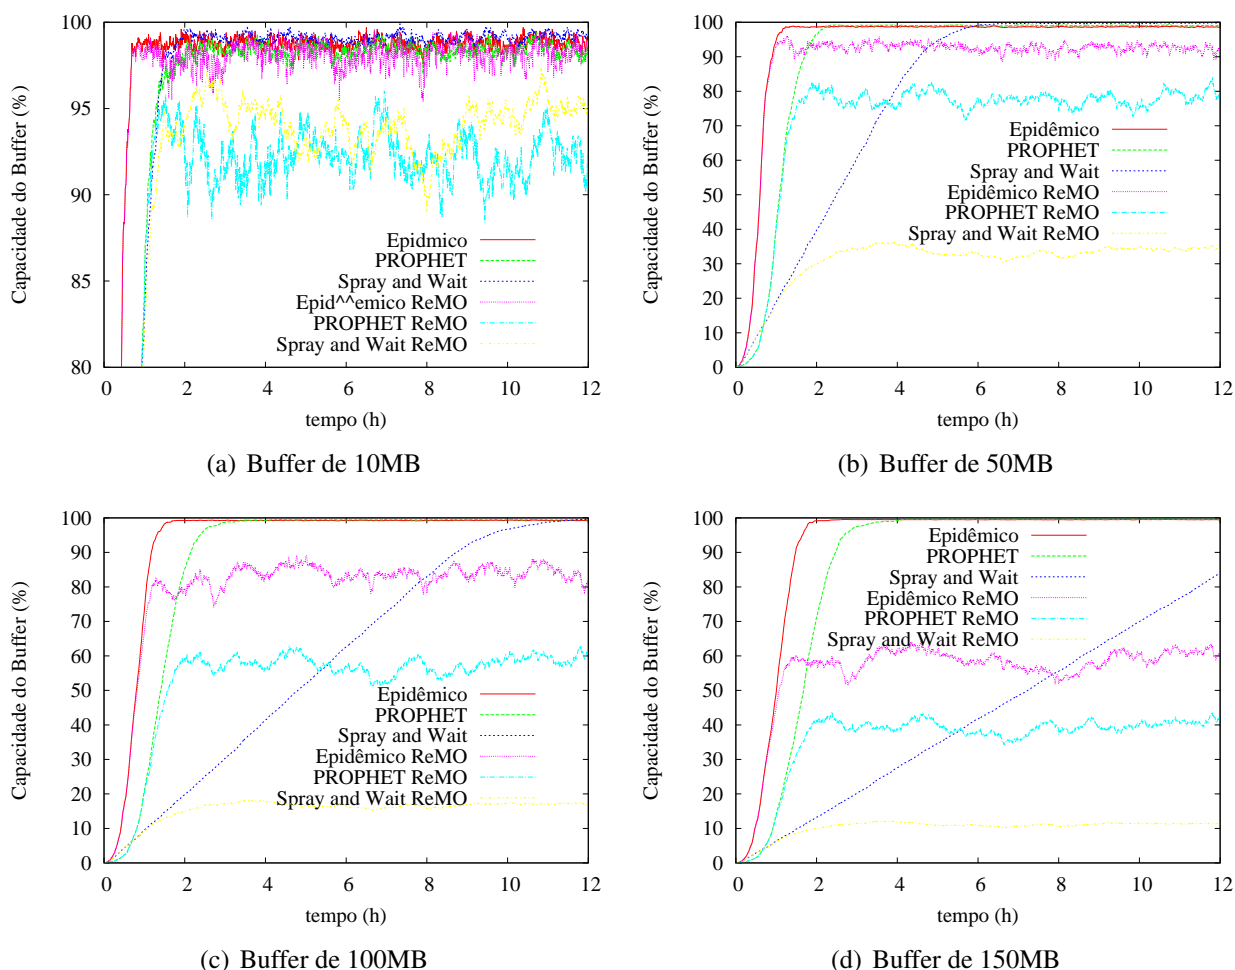 100
95
90
85
80
0
2
4
6
8
10
12
Capacidade do Buffer (%)
tempo (h)
Epidmico
PROPHET
Spray and Wait
Epid^^emico ReMO
PROPHET ReMO
Spray and Wait ReMO
(a) Buffer de 10MB
100
90
80
70
60
50
40
30
20
10
0
0
2
4
6
8
10
12
Capacidade do Buffer (%)
tempo (h)
Epidêmico
PROPHET
Spray and Wait
Epidêmico ReMO
PROPHET ReMO
Spray and Wait ReMO
(b) Buffer de 50MB
100
90
80
70
60
50
40
30
20
10
0
0
2
4
6
8
10
12
Capacidade do Buffer (%)
tempo (h)
Epidêmico
PROPHET
Spray and Wait
Epidêmico ReMO
PROPHET ReMO
Spray and Wait ReMO
(c) Buffer de 100MB
100
90
80
70
60
50
40
30
20
10
0
0
2
4
6
8
10
12
Capacidade do Buffer (%)
tempo (h)
Epidêmico
PROPHET
Spray and Wait
Epidêmico ReMO
PROPHET ReMO
Spray and Wait ReMO
(d) Buffer de 150MB